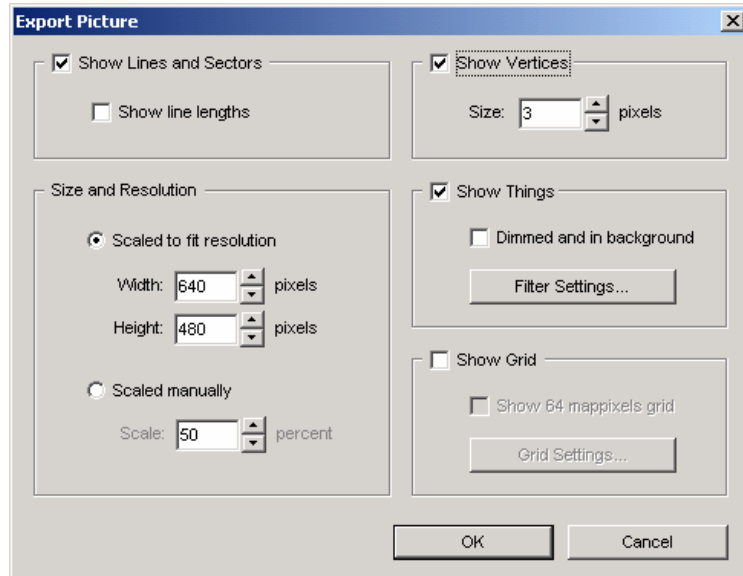 Export Picture
Show Lines and Sectors
Show line lengths
Size and Resolution
Scaled to fit resolution
Width: 640 pixels
Height: 480 pixels
Scaled manually
Scale: 50 percent
Show Vertices
Size: 3 pixels
Show Things
Dimmed and in background
Filter Settings...
Show Grid
Show 64 mappixels grid
Grid Settings...
OK Cancel